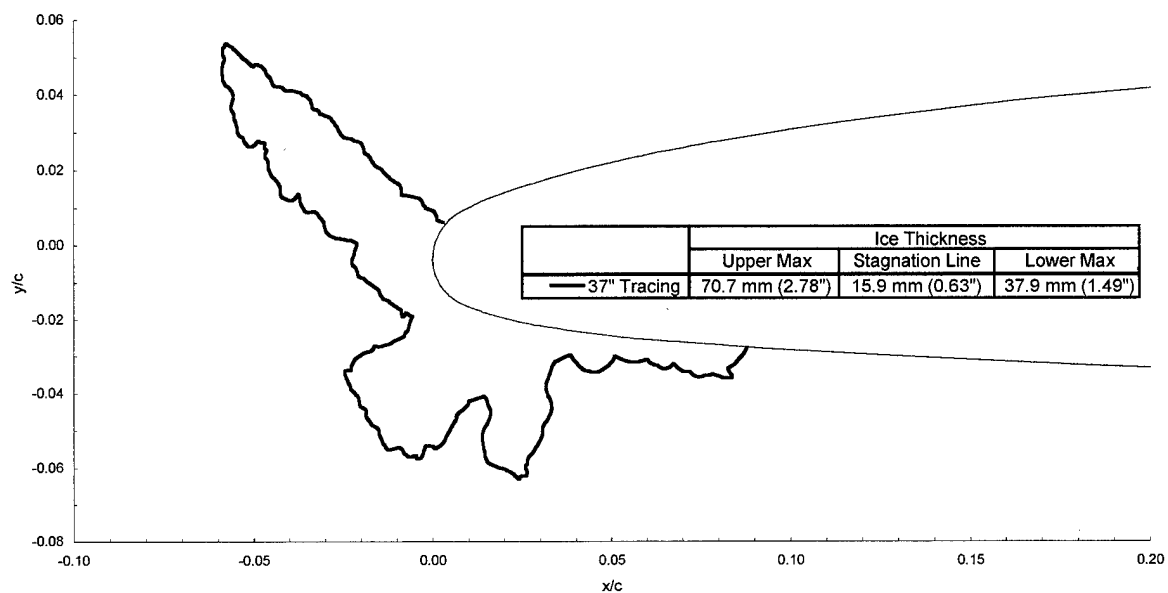 0.06
0.04
0.02
0.00
-0.02
-0.04
-0.06
-0.08
y/c
Ice Thickness
Upper Max Stagnation Line Lower Max
37" Tracing 70.7 mm (2.78") 15.9 mm (0.63") 37.9 mm (1.49")
-0.10 -0.05 0.00 0.05 0.10 0.15 0.20
x/c